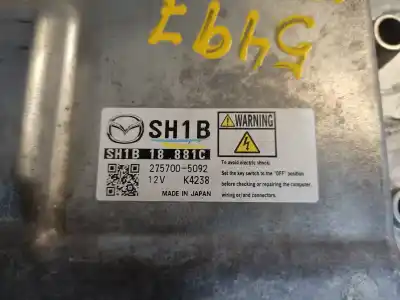 5497
SH1B
SH1B 18 881C
275700-5092
12V K4238
MADE IN JAPAN
WARNING
To avoid electric shock:
Set the key switch to the "OFF" position
before checking or repairing the computer,
wiring or/and connectors.